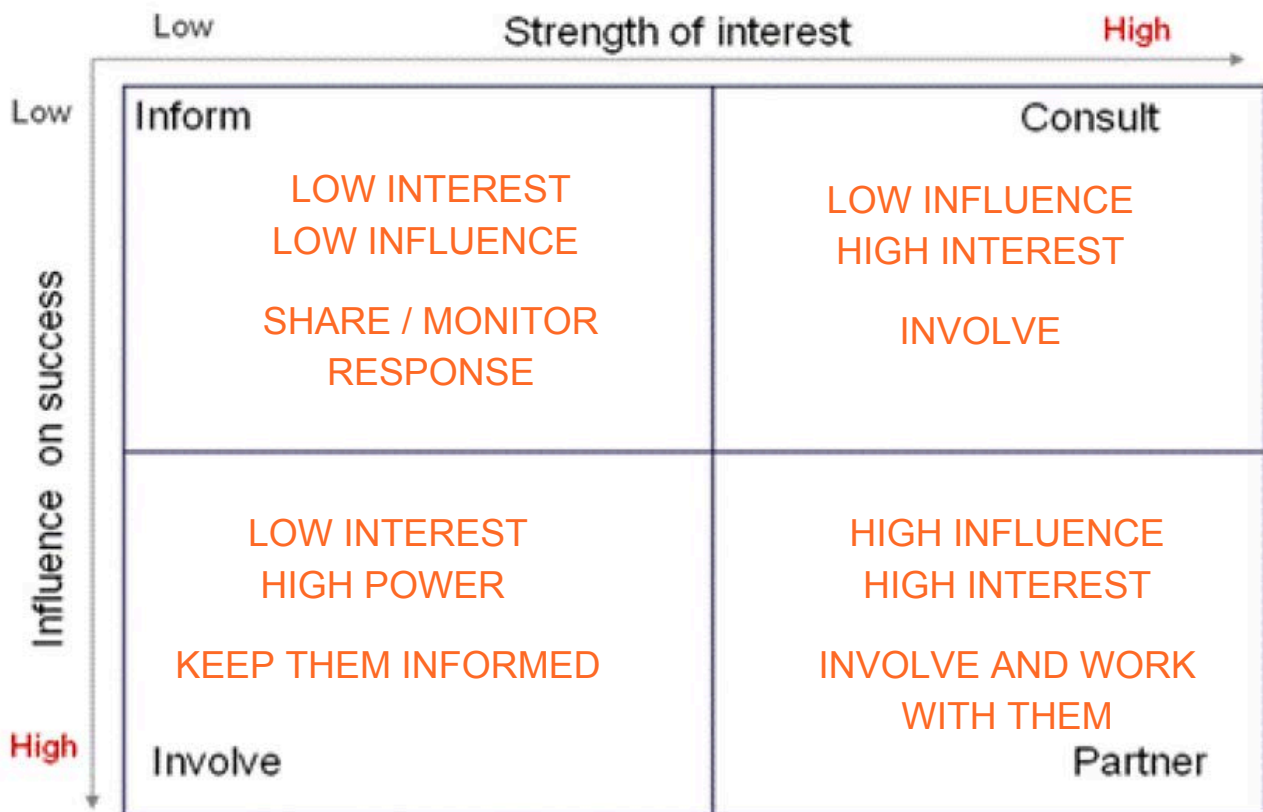 Low Strength of interest High
Low
Inform
Consult
LOW INTEREST
LOW INFLUENCE
SHARE / MONITOR
RESPONSE
LOW INFLUENCE
HIGH INTEREST
INVOLVE
Influence on success
LOW INTEREST
HIGH POWER
KEEP THEM INFORMED
HIGH INFLUENCE
HIGH INTEREST
INVOLVE AND WORK
WITH THEM
High
Involve
Partner